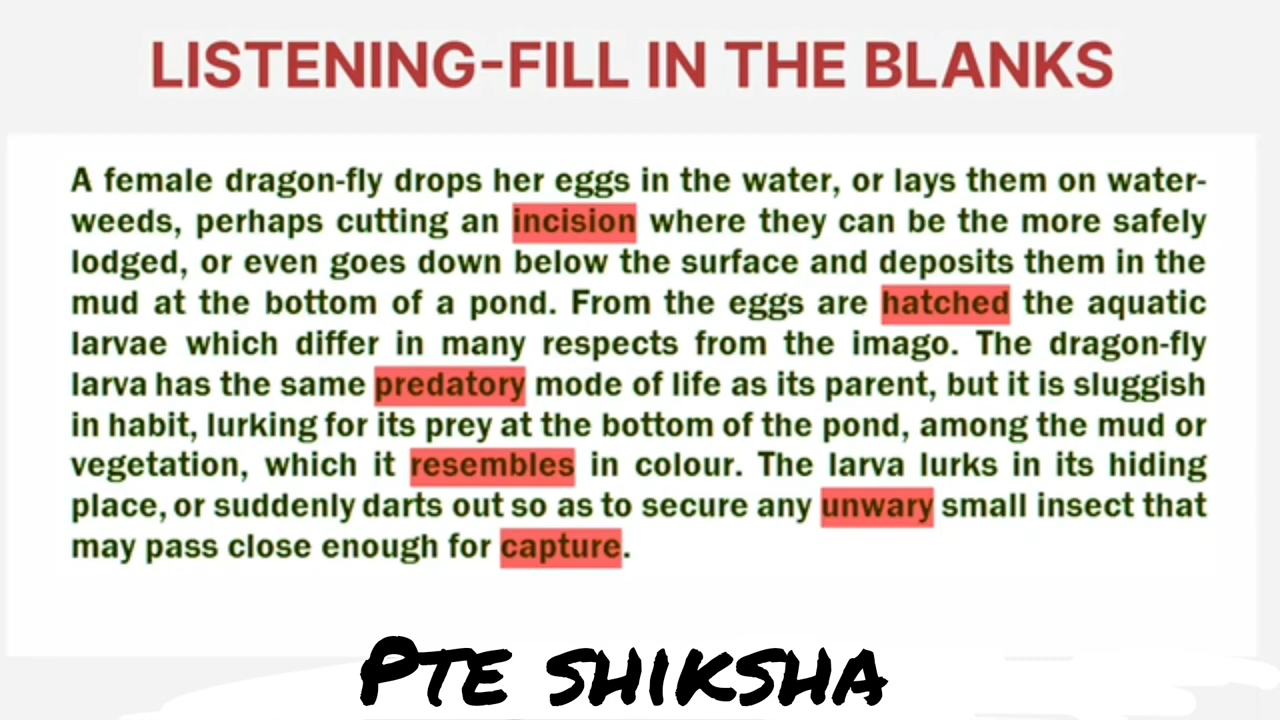 LISTENING-FILL IN THE BLANKS
A female dragon-fly drops her eggs in the water, or lays them on water-
weeds, perhaps cutting an incision where they can be the more safely
lodged, or even goes down below the surface and deposits them in the
mud at the bottom of a pond. From the eggs are hatched the aquatic
larvae which differ in many respects from the imago. The dragon-fly
larva has the same predatory mode of life as its parent, but it is sluggish
in habit, lurking for its prey at the bottom of the pond, among the mud or
vegetation, which it resembles in colour. The larva lurks in its hiding
place, or suddenly darts out so as to secure any unwary small insect that
may pass close enough for capture.
PTE SHIKSHA